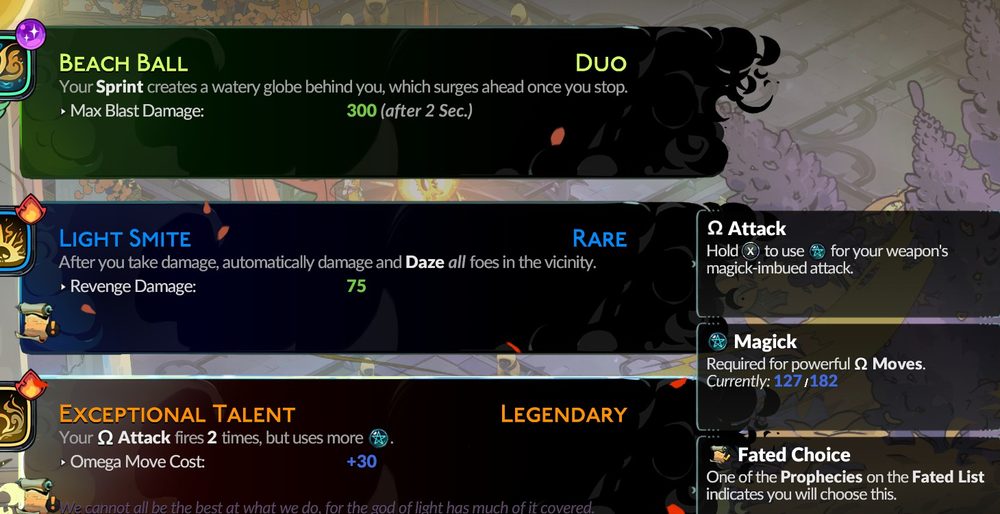 BEACH BALL DUO
Your Sprint creates a watery globe behind you, which surges ahead once you stop.
‣ Max Blast Damage: 300 (after 2 Sec.)
LIGHT SMITE RARE
After you take damage, automatically damage and Daze all foes in the vicinity.
‣ Revenge Damage: 75
EXCEPTIONAL TALENT LEGENDARY
Your Ω Attack fires 2 times, but uses more .
‣ Omega Move Cost: +30
We cannot all be the best at what we do, for the god of light has much of it covered.
Ω Attack
Hold X to use for your weapon's
magick-imbued attack.
Magick
Required for powerful Ω Moves.
Currently: 127/182
Fated Choice
One of the Prophecies on the Fated List
indicates you will choose this.